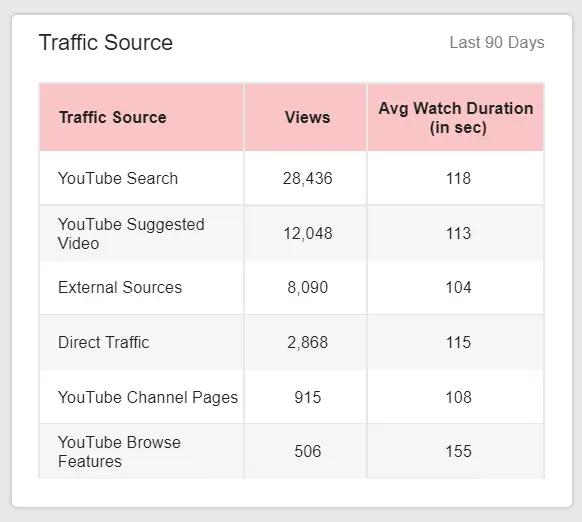 Traffic Source
Last 90 Days
Traffic Source
Views
Avg Watch Duration
(in sec)
YouTube Search
28,436
118
YouTube Suggested
Video
12,048
113
External Sources
8,090
104
Direct Traffic
2,868
115
YouTube Channel Pages
915
108
YouTube Browse
Features
506
155